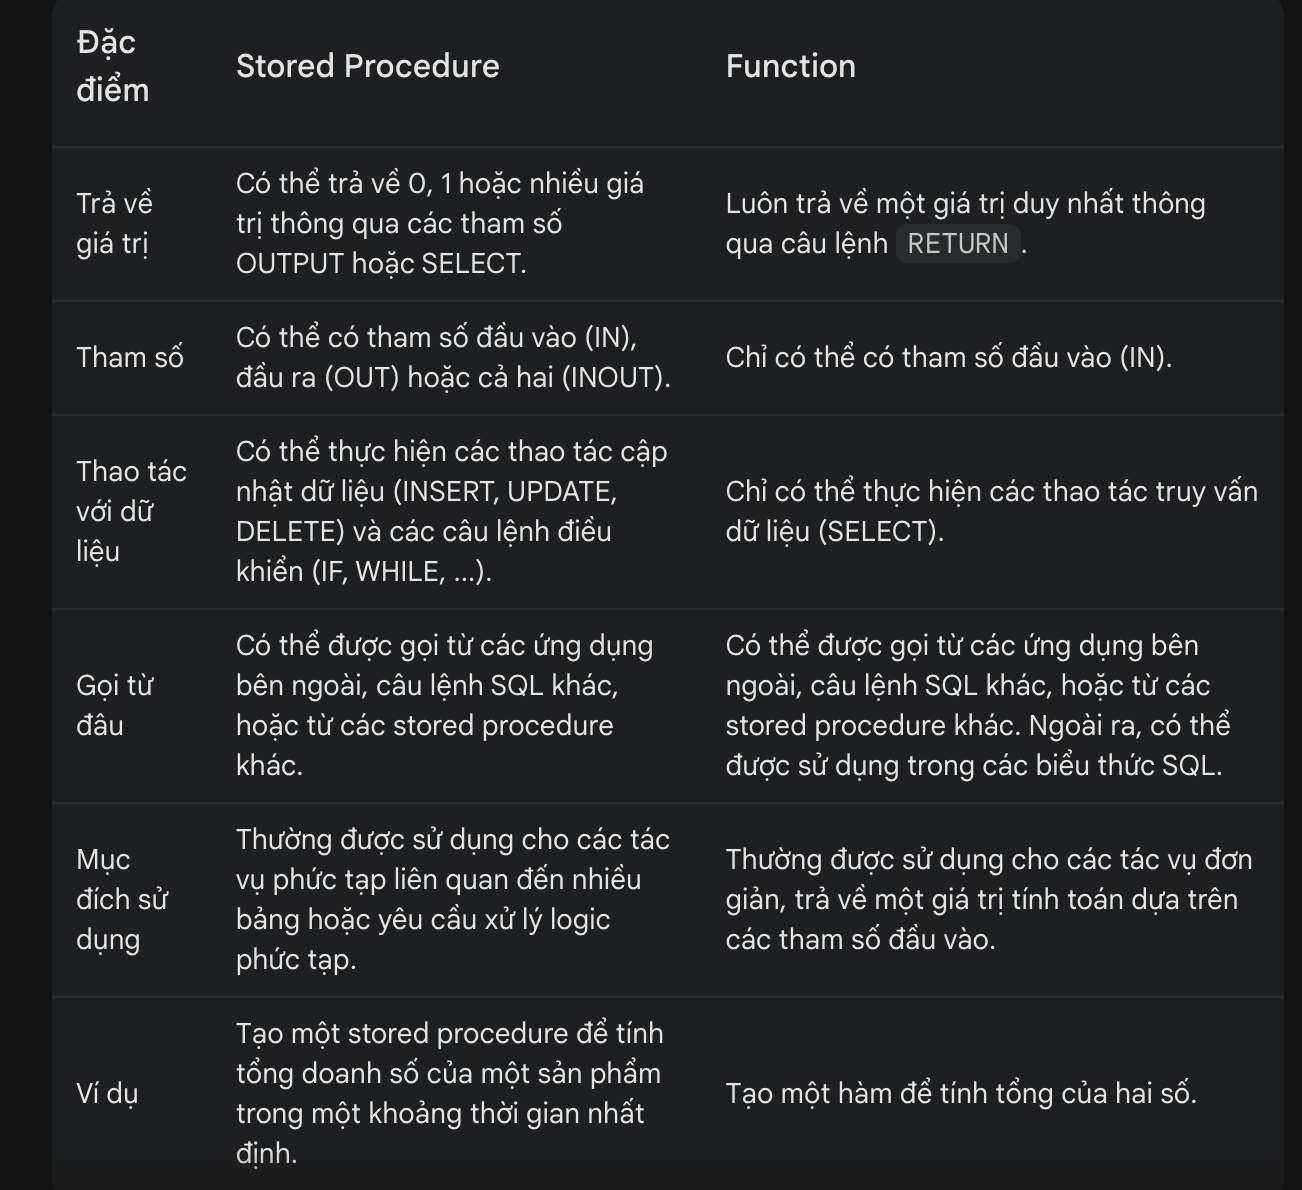 Đặc
điểm
Stored Procedure
Function
Trả về
giá trị
Có thể trả về 0, 1 hoặc nhiều giá
trị thông qua các tham số
OUTPUT hoặc SELECT.
Luôn trả về một giá trị duy nhất thông
qua câu lệnh RETURN.
Tham số
Có thể có tham số đầu vào (IN),
đầu ra (OUT) hoặc cả hai (INOUT).
Chỉ có thể có tham số đầu vào (IN).
Thao tác
với dữ
liệu
Có thể thực hiện các thao tác cập
nhật dữ liệu (INSERT, UPDATE,
DELETE) và các câu lệnh điều
khiển (IF, WHILE, ...).
Chỉ có thể thực hiện các thao tác truy vấn
dữ liệu (SELECT).
Gọi từ
đâu
Có thể được gọi từ các ứng dụng
bên ngoài, câu lệnh SQL khác,
hoặc từ các stored procedure
khác.
Có thể được gọi từ các ứng dụng bên
ngoài, câu lệnh SQL khác, hoặc từ các
stored procedure khác. Ngoài ra, có thể
được sử dụng trong các biểu thức SQL.
Mục
đích sử
dụng
Thường được sử dụng cho các tác
vụ phức tạp liên quan đến nhiều
bảng hoặc yêu cầu xử lý logic
phức tạp.
Thường được sử dụng cho các tác vụ đơn
giản, trả về một giá trị tính toán dựa trên
các tham số đầu vào.
Ví dụ
Tạo một stored procedure để tính
tổng doanh số của một sản phẩm
trong một khoảng thời gian nhất
định.
Tạo một hàm để tính tổng của hai số.